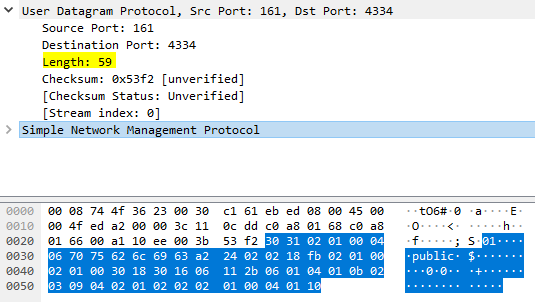 User Datagram Protocol, Src Port: 161, Dst Port: 4334
Source Port: 161
Destination Port: 4334
Length: 59
Checksum: 0x53f2 [unverified]
[Checksum Status: Unverified]
[Stream index: 0]
Simple Network Management Protocol
0000 00 08 74 4f 36 23 00 30 c1 61 eb ed 08 00 45 00 ··tO6#·0 ·a····E·
0010 00 4f ed a2 00 00 3c 11 0c dd c0 a8 01 68 c0 a8 ·O····<· ·····h··
0020 01 66 00 a1 10 ee 00 3b 53 f2 30 31 02 01 00 04 ·f·····; S·01····
0030 06 70 75 62 6c 69 63 a2 24 02 02 18 fb 02 01 00 ·public· $·······
0040 02 01 00 30 18 30 16 06 11 2b 06 01 04 01 0b 02 ···0·0·· ·+······
0050 03 09 04 02 01 02 02 02 01 00 04 01 10 ········ ·····